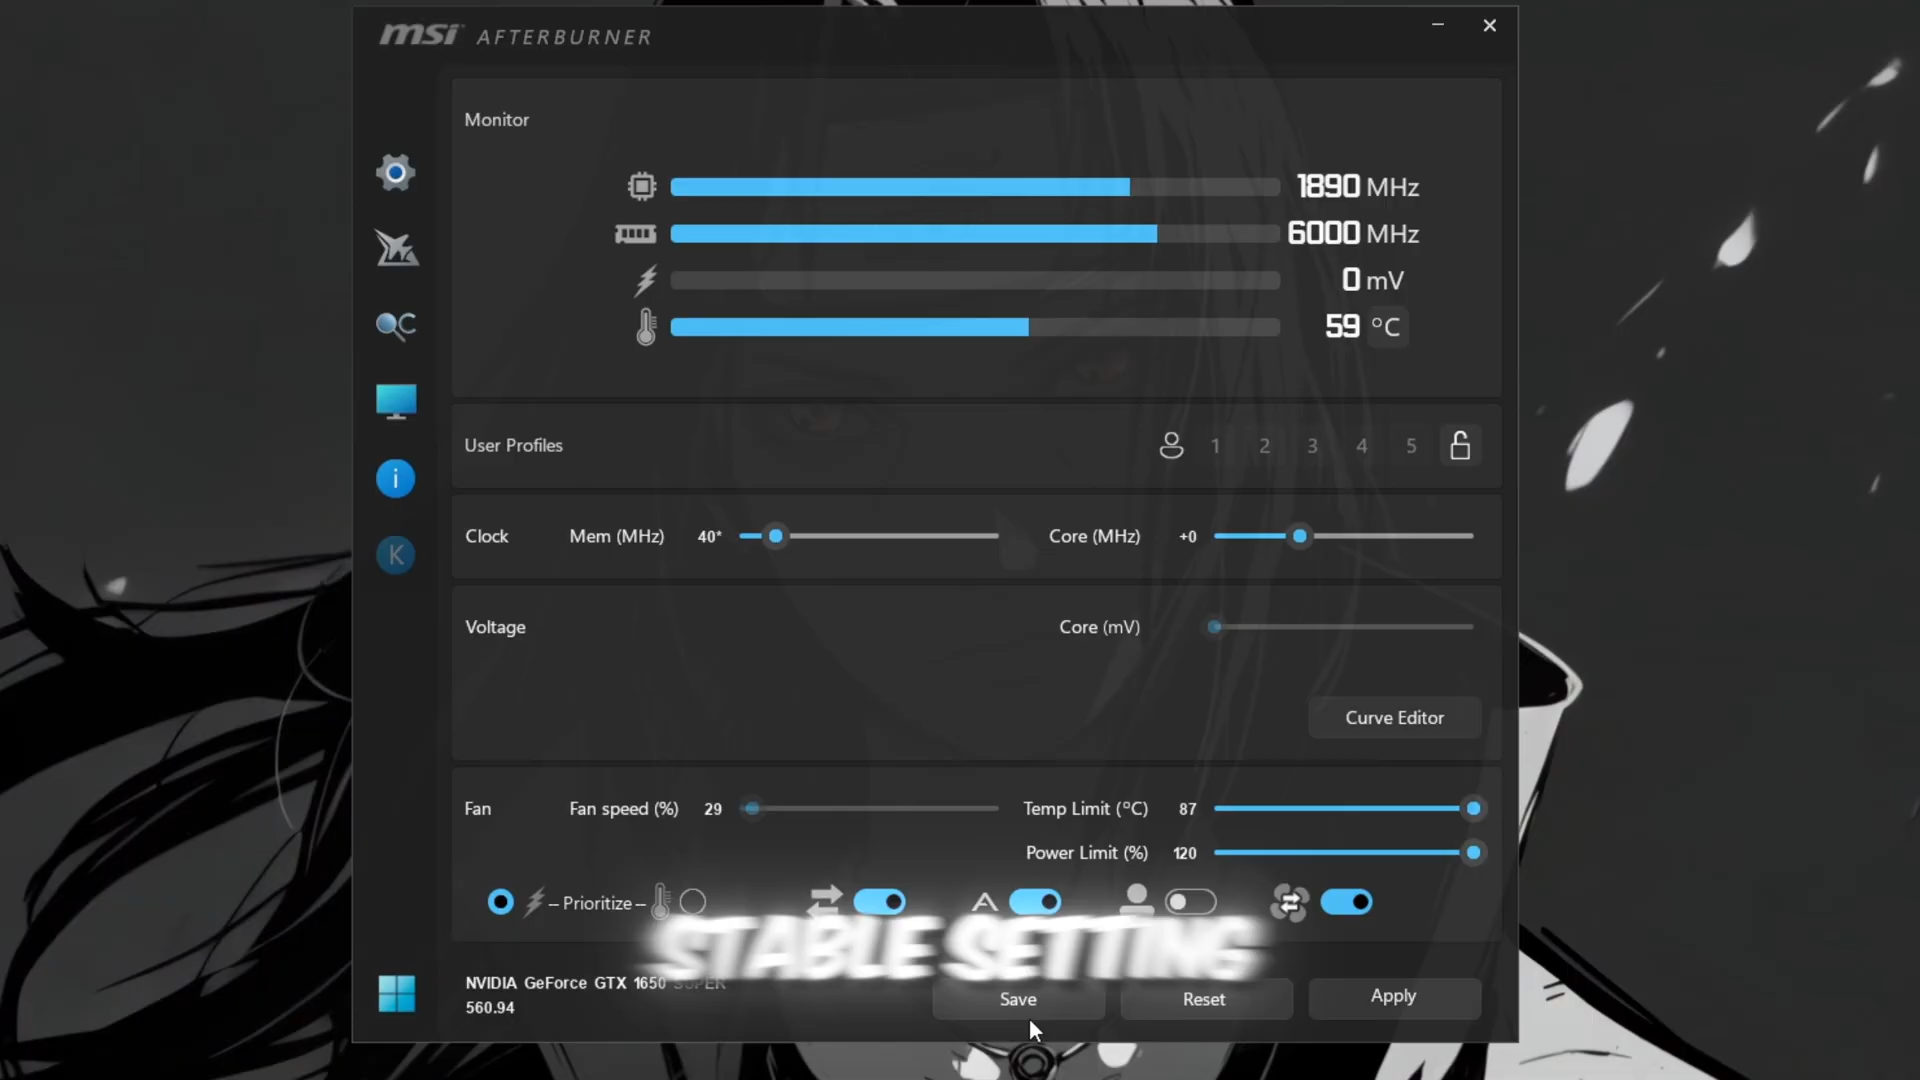 msi AFTERBURNER
Monitor
1890 MHz
6000 MHz
0 mV
59 °C
User Profiles 1 2 3 4 5
Clock Mem (MHz) 40* Core (MHz) +0
Voltage Core (mV)
Curve Editor
Fan Fan speed (%) 29 Temp Limit (°C) 87
Power Limit (%) 120
– Prioritize – A
STABLE SETTING
NVIDIA GeForce GTX 1650 SUPER
560.94
Save Reset Apply
i
K